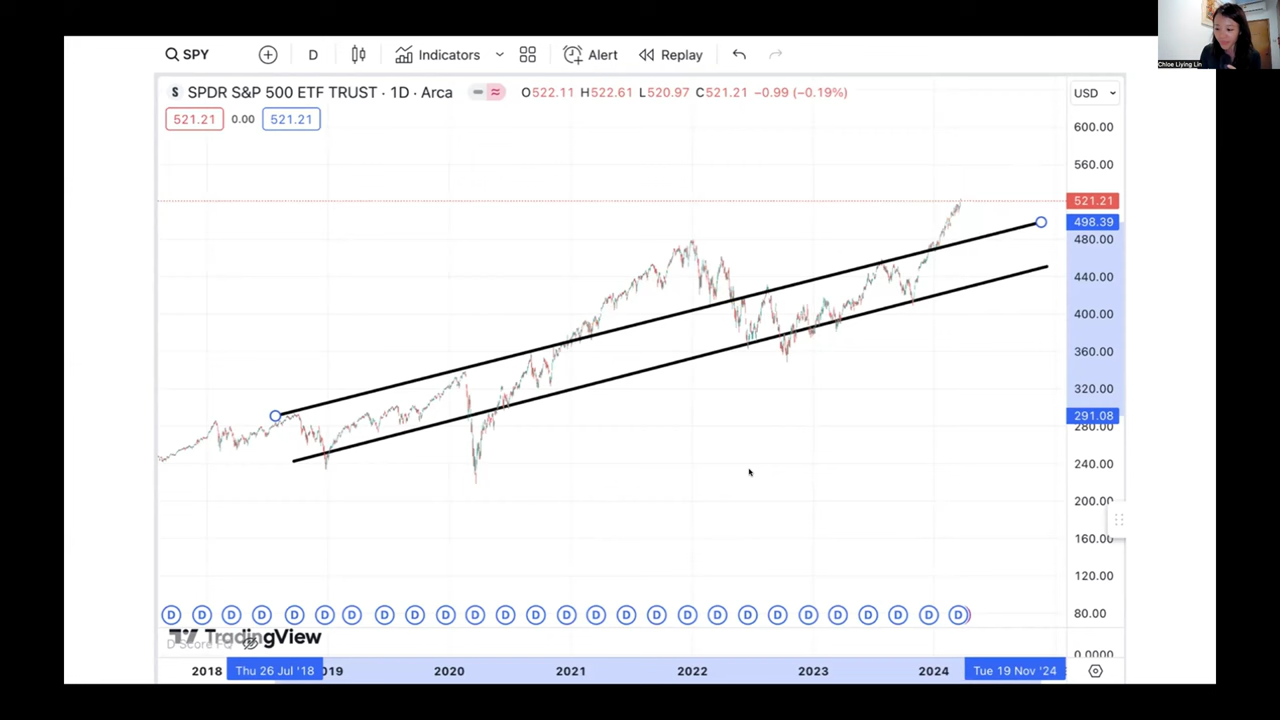 Chloe Liying Lin
SPY
D
Indicators
Alert
Replay
S SPDR S&P 500 ETF TRUST · 1D · Arca
O522.11 H522.61 L520.97 C521.21 −0.99 (−0.19%)
USD
521.21 0.00 521.21
600.00
560.00
521.21
498.39
480.00
440.00
400.00
360.00
320.00
291.08
280.00
240.00
200.00
160.00
120.00
80.00
0.0000
D D D D D D D D D D D D D D D D D D D D D D D D D D D
TradingView
D Score FQ
2018 Thu 26 Jul '18 019 2020 2021 2022 2023 2024 Tue 19 Nov '24